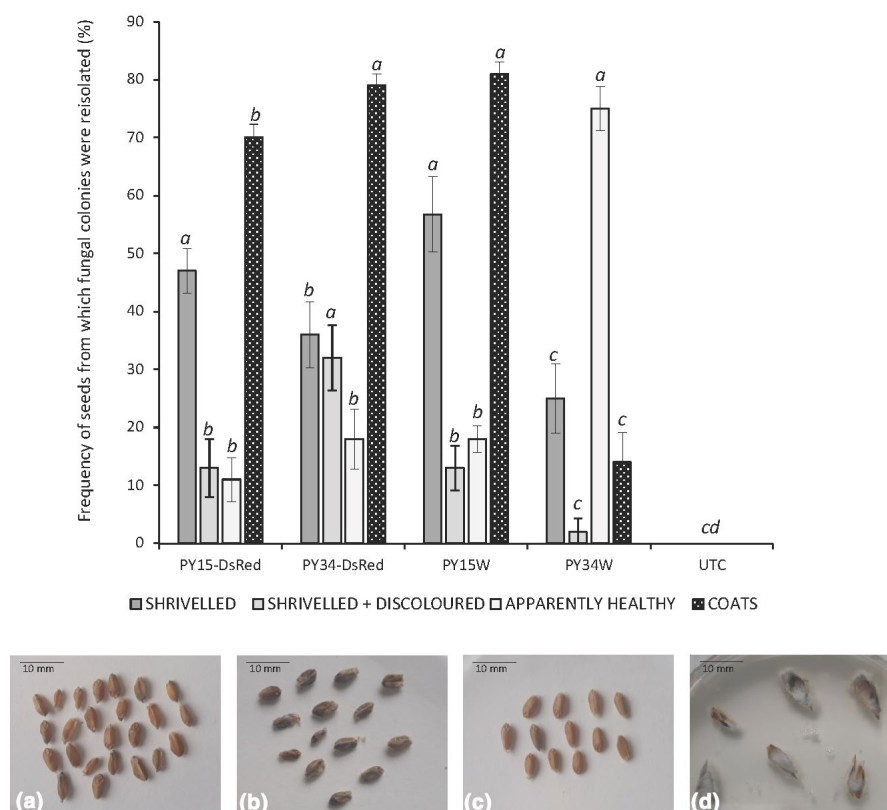 Frequency of seeds from which fungal colonies were reisolated (%)
90
80
70
60
50
40
30
20
10
0
a
b
b
b
b
a
b
a
a
b
b
a
c
c
a
c
cd
PY15-DsRed PY34-DsRed PY15W PY34W UTC
SHRIVELLED SHRIVELLED + DISCOLOURED APPARENTLY HEALTHY COATS
10 mm 10 mm 10 mm 10 mm
(a) (b) (c) (d)